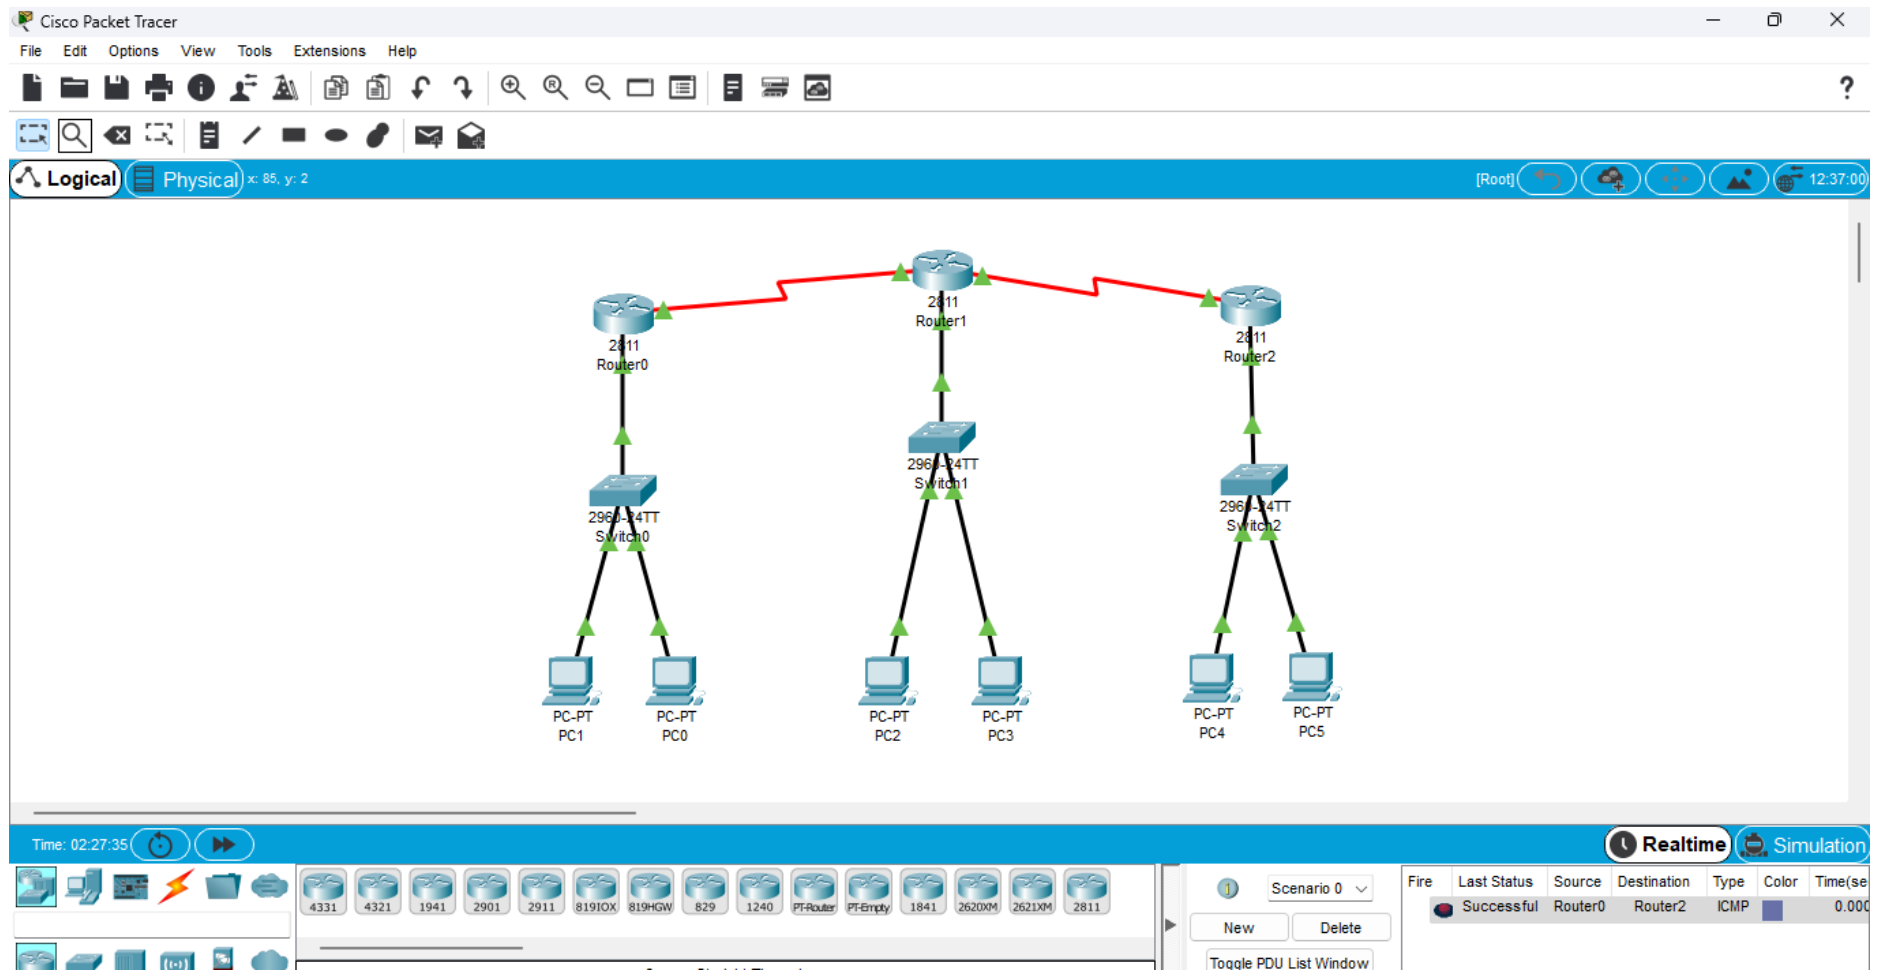 Cisco Packet Tracer
File Edit Options View Tools Extensions Help
Logical Physical x: 85, y: 2 [Root] 12:37:00
2811
Router1
2811
Router0
2811
Router2
2960-24TT
Switch1
2960-24TT
Switch0
2960-24TT
Switch2
PC-PT
PC1
PC-PT
PC0
PC-PT
PC2
PC-PT
PC3
PC-PT
PC4
PC-PT
PC5
Time: 02:27:35 Realtime Simulation
4331 4321 1941 2901 2911 819IOX 819HGW 829 1240 PT-Router PT-Empty 1841 2620XM 2621XM 2811
Scenario 0
New Delete
Toggle PDU List Window
Fire Last Status Source Destination Type Color Time(se
Successful Router0 Router2 ICMP 0.000